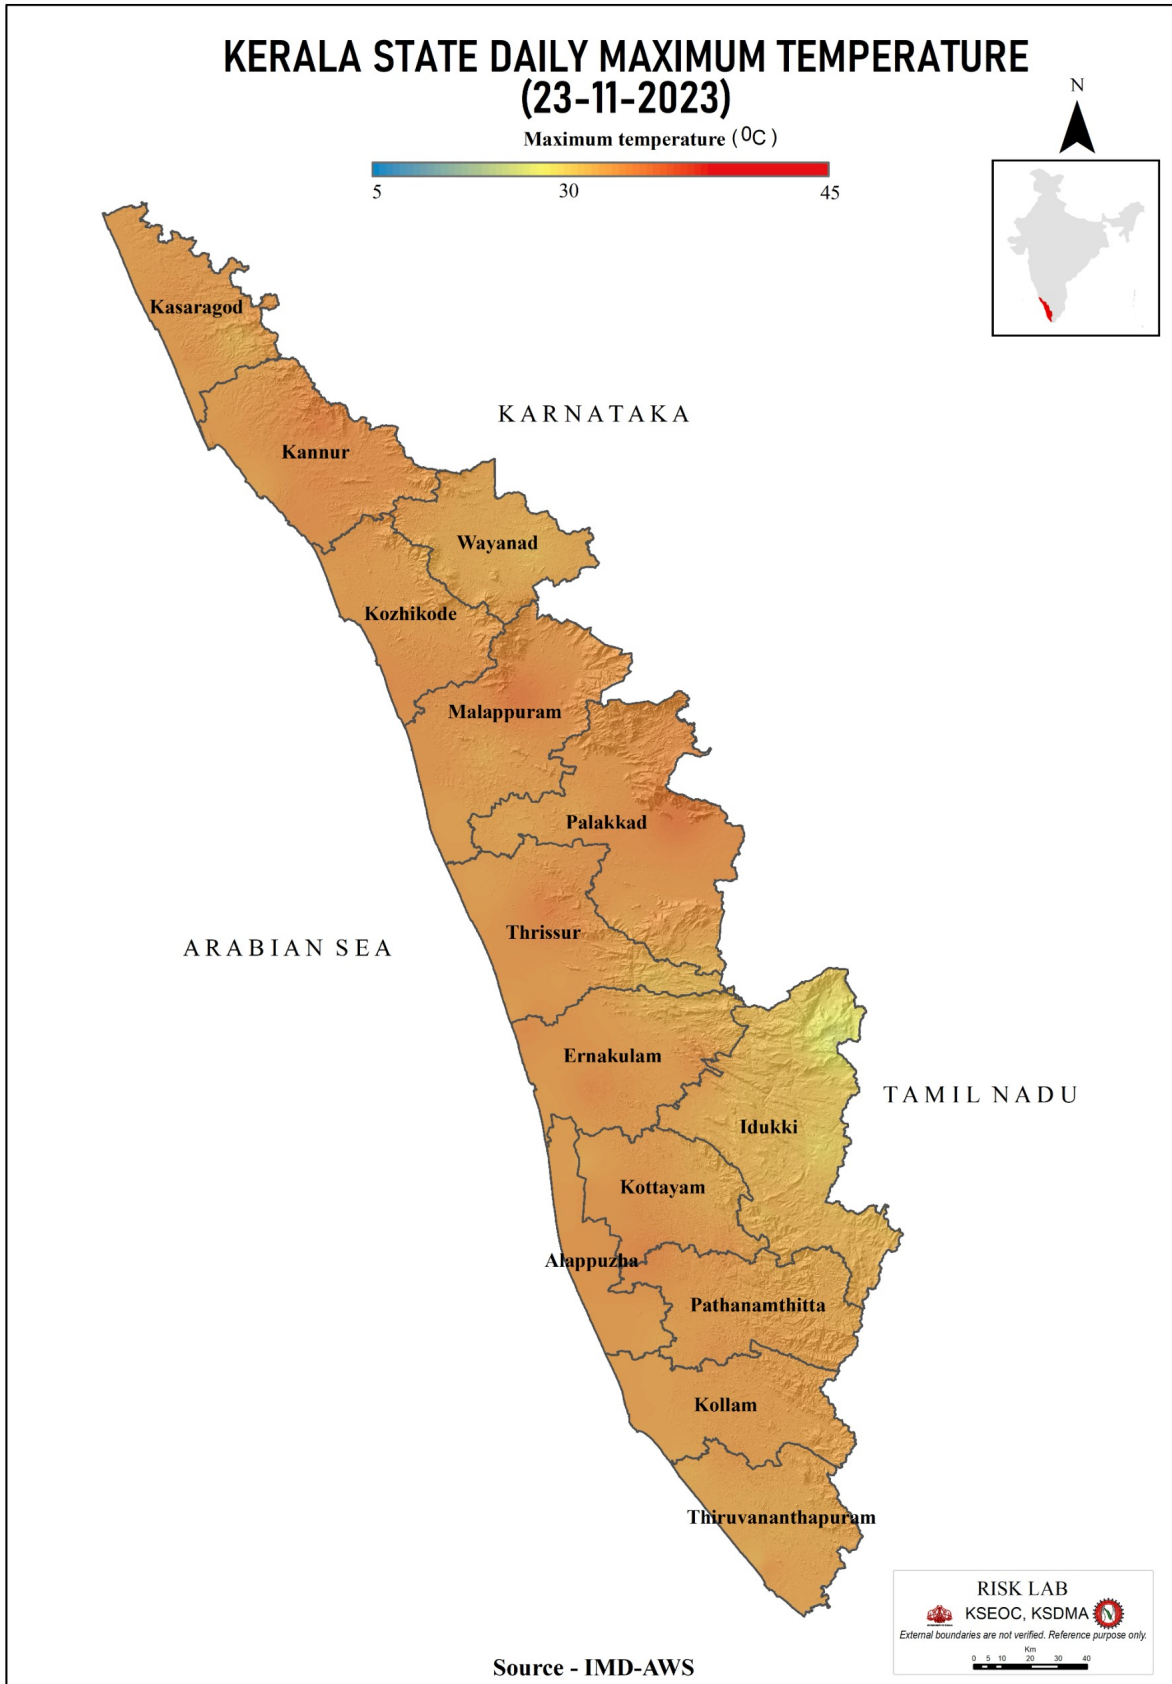 KERALA STATE DAILY MAXIMUM TEMPERATURE
(23-11-2023)
Maximum temperature (⁰C)
5 30 45
N
Kasaragod
KARNATAKA
Kannur
Wayanad
Kozhikode
Malappuram
Palakkad
Thrissur
ARABIAN SEA
Ernakulam
TAMIL NADU
Idukki
Kottayam
Alappuzha
Pathanamthitta
Kollam
Thiruvananthapuram
RISK LAB
KSEOC, KSDMA
External boundaries are not verified. Reference purpose only.
Km
0 5 10 20 30 40
Source - IMD-AWS